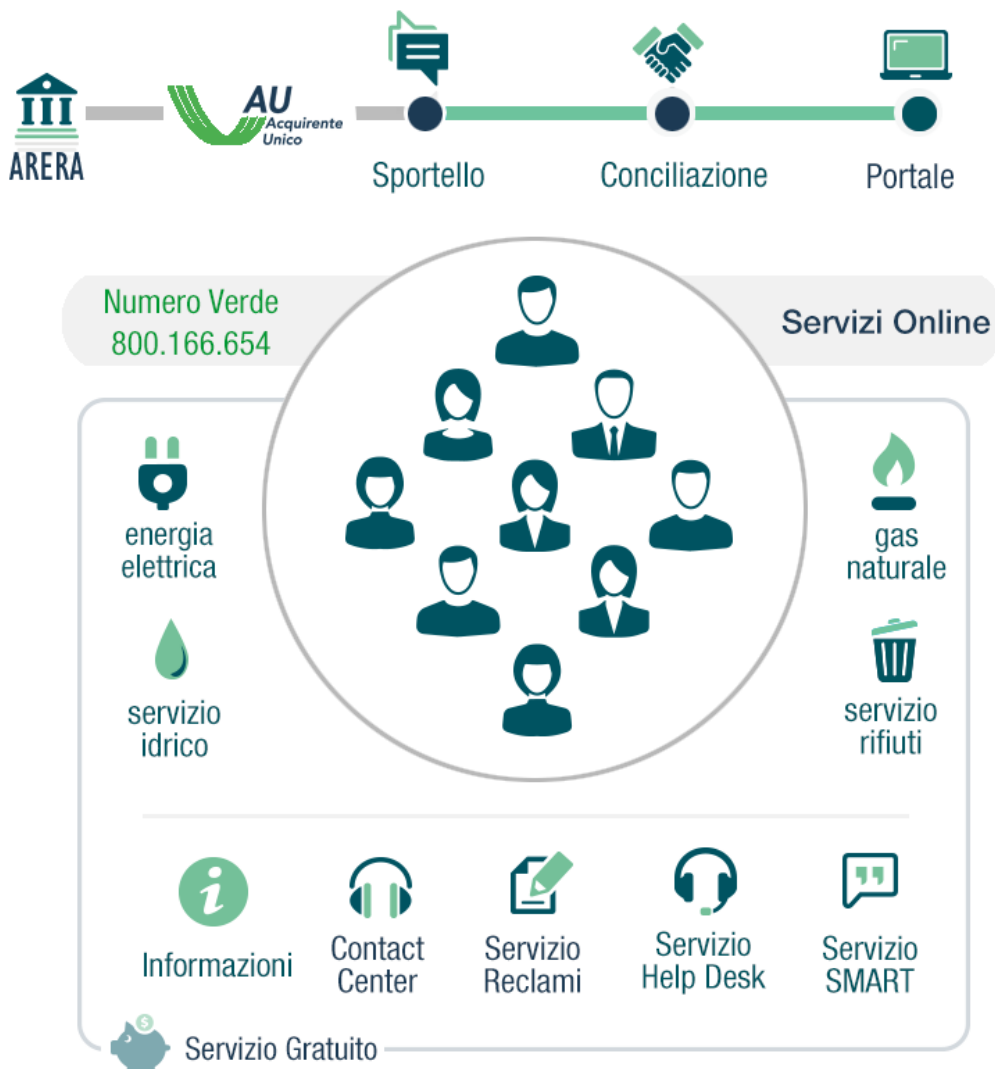 ARERA
AU
Acquirente
Unico
Sportello
Conciliazione
Portale
Numero Verde
800.166.654
Servizi Online
energia
elettrica
gas
naturale
servizio
idrico
servizio
rifiuti
Informazioni
Contact
Center
Servizio
Reclami
Servizio
Help Desk
Servizio
SMART
$
Servizio Gratuito